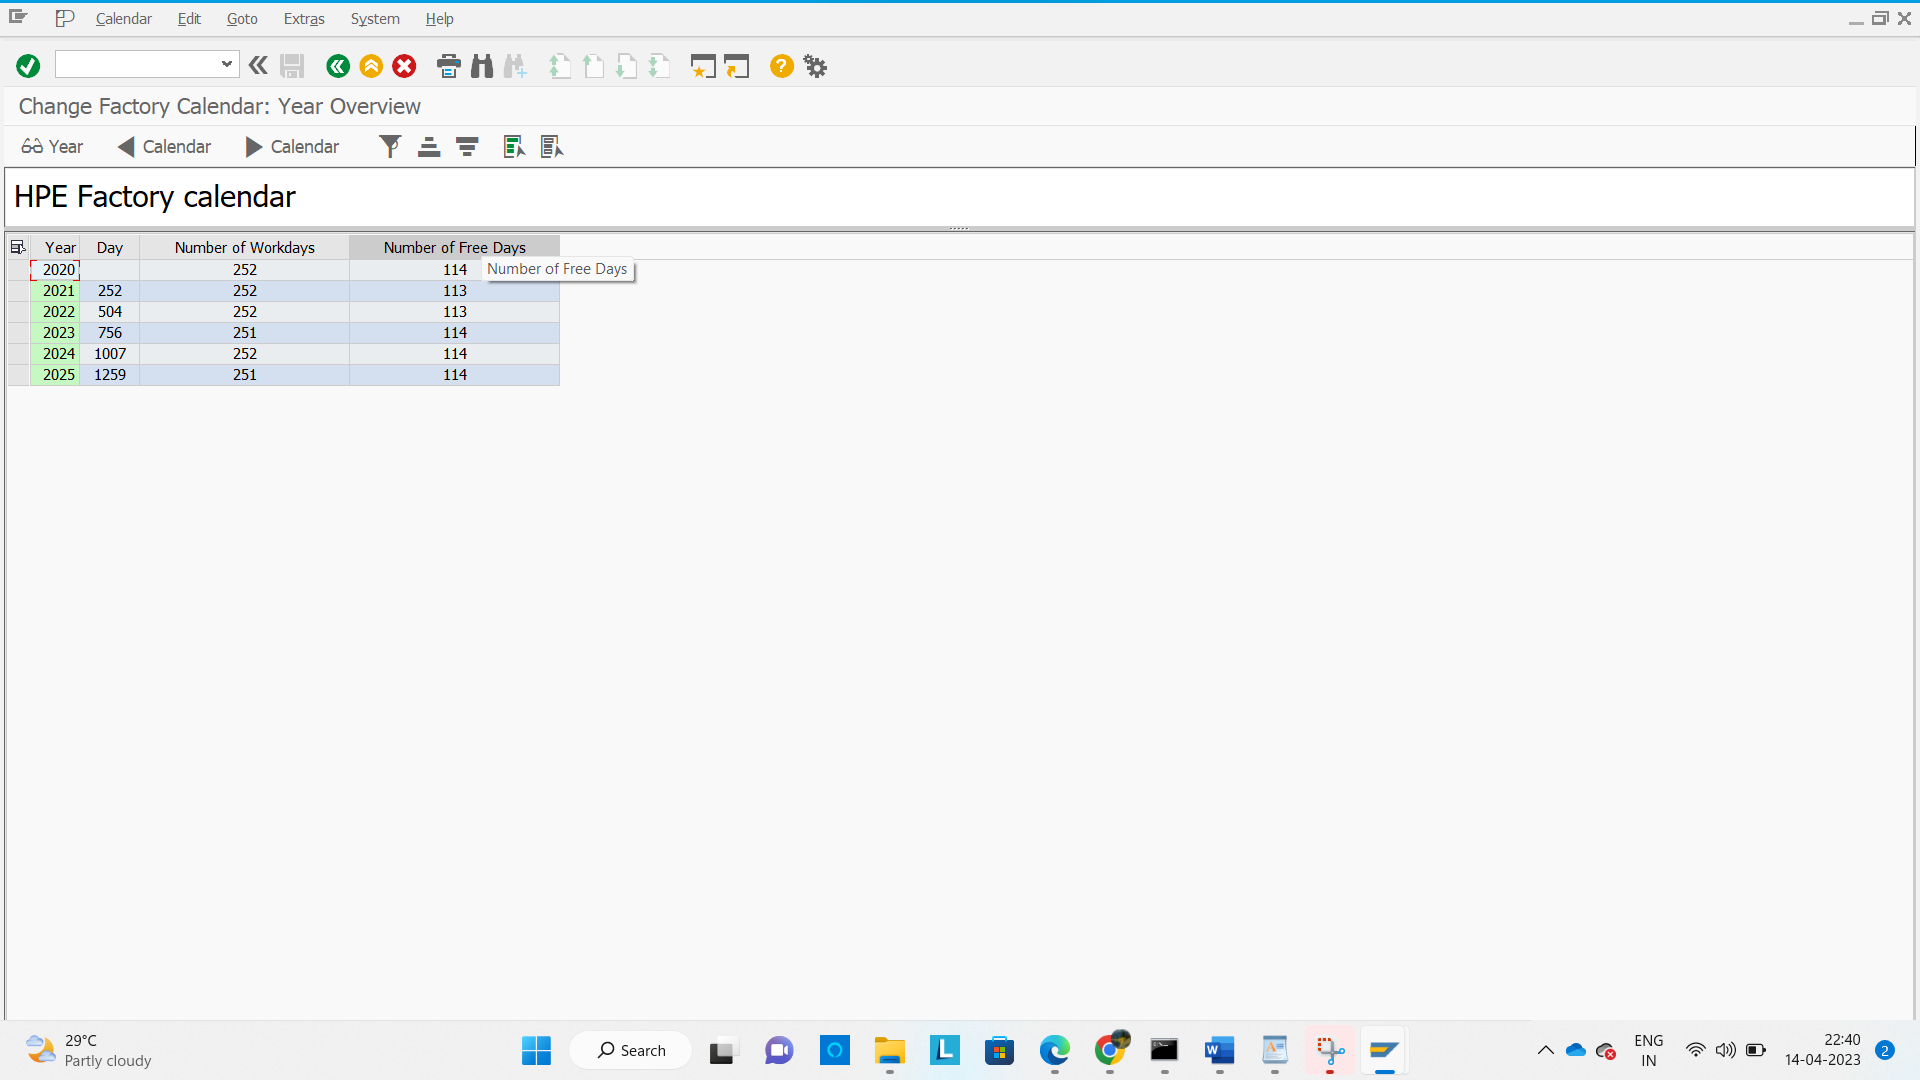 Calendar Edit Goto Extras System Help
Change Factory Calendar: Year Overview
Year Calendar Calendar
HPE Factory calendar
Year Day Number of Workdays Number of Free Days
2020 252 114
Number of Free Days
2021 252 252 113
2022 504 252 113
2023 756 251 114
2024 1007 252 114
2025 1259 251 114
29°C
Partly cloudy
Search
ENG
IN
22:40
14-04-2023
2